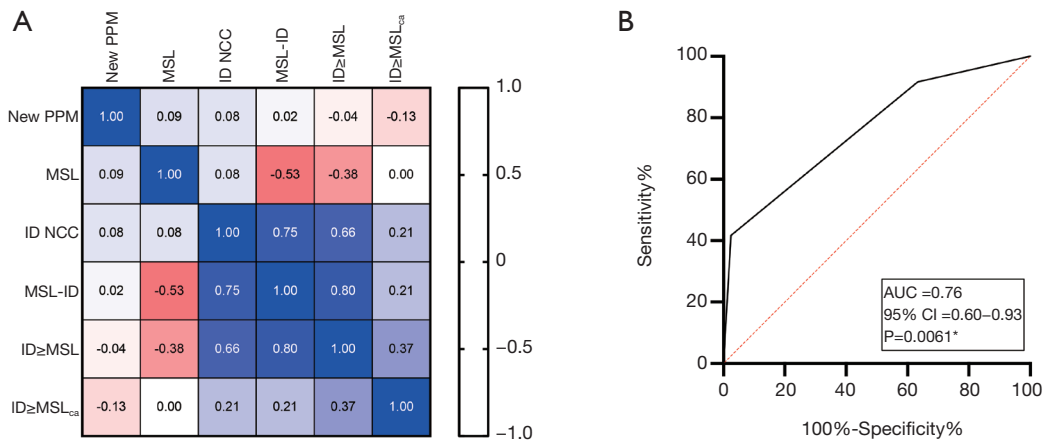 A
New PPM MSL ID NCC MSL-ID ID≥MSL ID≥MSLca
New PPM 1.00 0.09 0.08 0.02 -0.04 -0.13
MSL 0.09 1.00 0.08 -0.53 -0.38 0.00
ID NCC 0.08 0.08 1.00 0.75 0.66 0.21
MSL-ID 0.02 -0.53 0.75 1.00 0.80 0.21
ID≥MSL -0.04 -0.38 0.66 0.80 1.00 0.37
ID≥MSLca -0.13 0.00 0.21 0.21 0.37 1.00
1.0
0.5
0
−0.5
−1.0
B
Sensitivity%
100
80
60
40
20
0
0 20 40 60 80 100
100%-Specificity%
AUC =0.76
95% CI =0.60–0.93
P=0.0061*